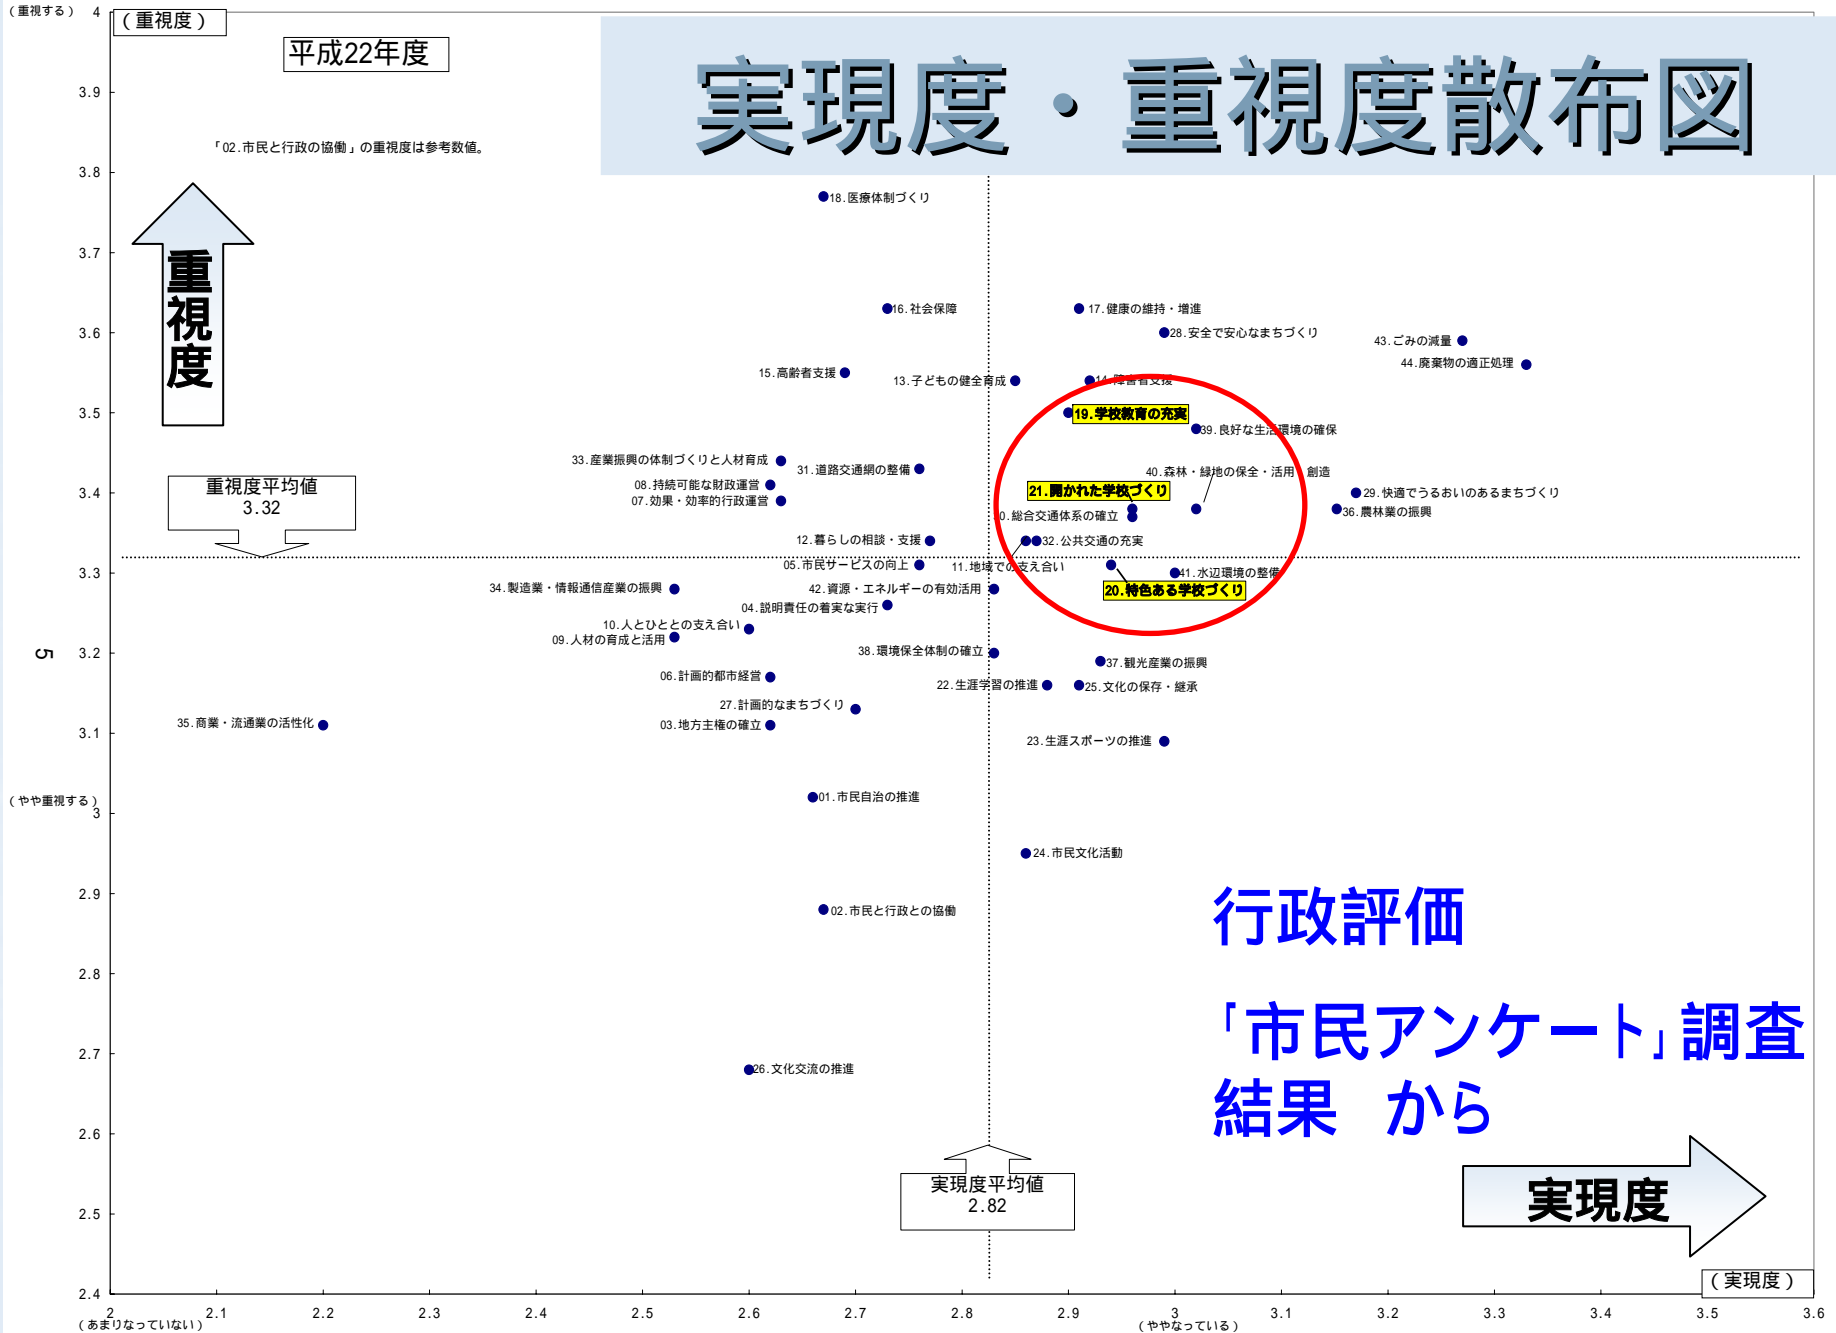 （重視する）
（重視度）
平成22年度
実現度・重視度散布図
「02.市民と行政の協働」の重視度は参考数値。
重視度
重視度平均値
3.32
4
3.9
3.8
3.7
3.6
3.5
3.4
3.3
3.2
3.1
（やや重視する）
3
2.9
2.8
2.7
2.6
2.5
2.4
5
18.医療体制づくり
16.社会保障
17.健康の維持・増進
28.安全で安心なまちづくり
43.ごみの減量
44.廃棄物の適正処理
15.高齢者支援
13.子どもの健全育成
14.障害者支援
19.学校教育の充実
39.良好な生活環境の確保
33.産業振興の体制づくりと人材育成
31.道路交通網の整備
40.森林・緑地の保全・活用・創造
08.持続可能な財政運営
21.開かれた学校づくり
29.快適でうるおいのあるまちづくり
07.効果・効率的行政運営
36.農林業の振興
0.総合交通体系の確立
12.暮らしの相談・支援
32.公共交通の充実
05.市民サービスの向上
11.地域での支え合い
41.水辺環境の整備
34.製造業・情報通信産業の振興
42.資源・エネルギーの有効活用
20.特色ある学校づくり
04.説明責任の着実な実行
10.人とひととの支え合い
09.人材の育成と活用
38.環境保全体制の確立
37.観光産業の振興
06.計画的都市経営
22.生涯学習の推進
25.文化の保存・継承
27.計画的なまちづくり
35.商業・流通業の活性化
03.地方主権の確立
23.生涯スポーツの推進
01.市民自治の推進
24.市民文化活動
02.市民と行政との協働
26.文化交流の推進
行政評価
「市民アンケート」調査
結果　から
実現度平均値
2.82
実現度
（実現度）
2 2.1 2.2 2.3 2.4 2.5 2.6 2.7 2.8 2.9 3 3.1 3.2 3.3 3.4 3.5 3.6
（あまりなっていない） （ややなっている）